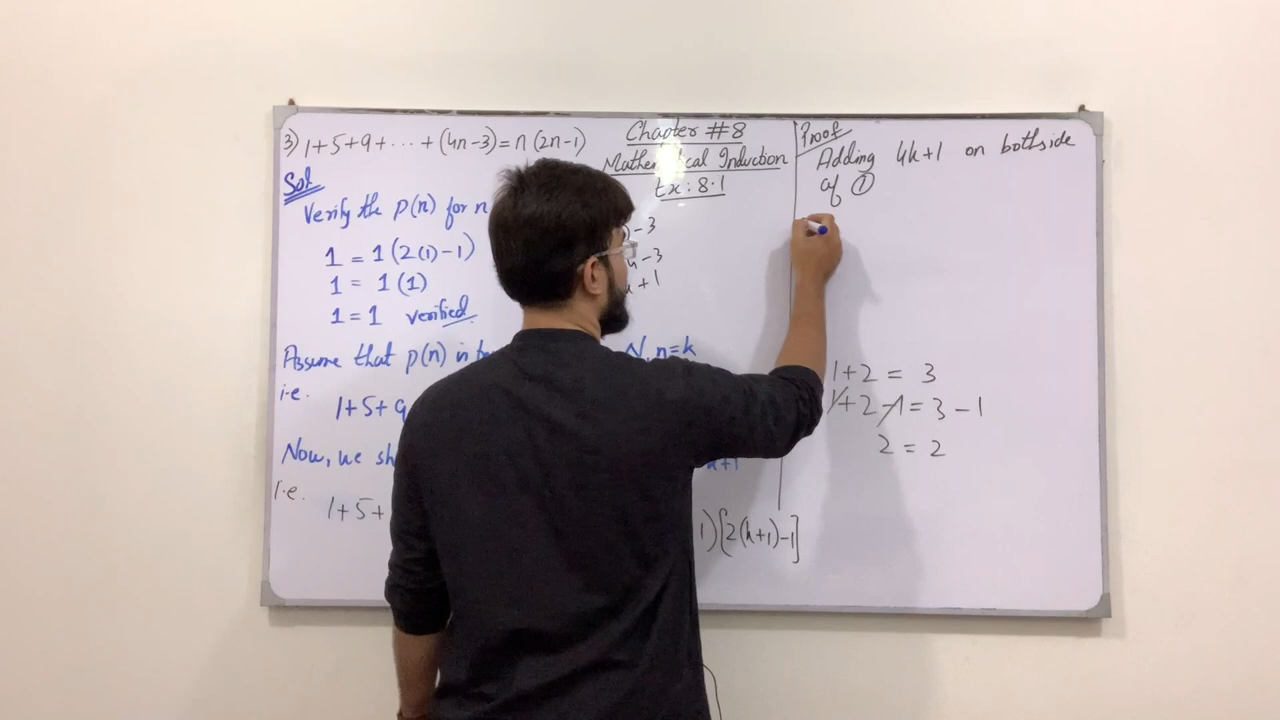 3) 1+5+9+ ... +(4n-3)=n(2n-1)
Sol
Verify the p(n) for n
1 = 1(2(1)-1)
1 = 1(1)
1=1 verified
Assume that p(n) is
N, n=k
i.e.
1+5+9
Now, we sh
i.e.
1+5+
1)[2(k+1)-1]
Chapter #8
Mathematical Induction
Ex: 8.1
)-3
-3
+1
Proof
Adding 4k+1 on bothside
of ①
1+2 = 3
1+2-1=3-1
2 = 2